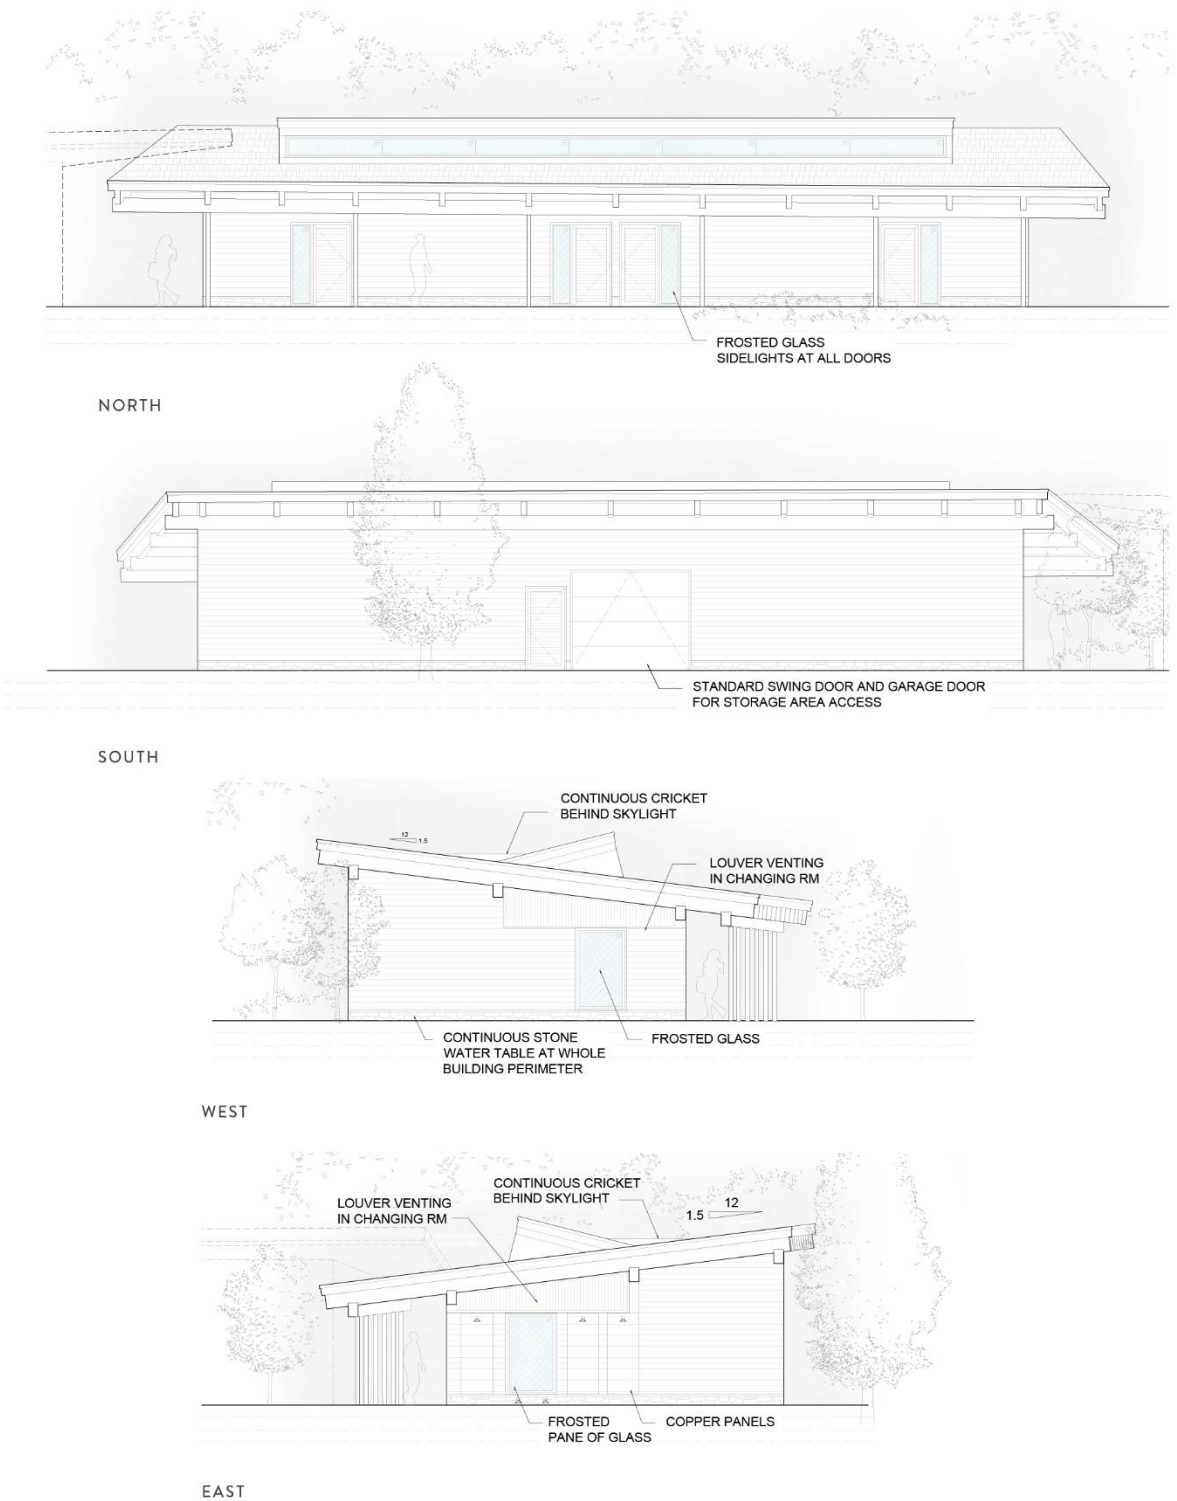 FROSTED GLASS
SIDELIGHTS AT ALL DOORS
NORTH
STANDARD SWING DOOR AND GARAGE DOOR
FOR STORAGE AREA ACCESS
SOUTH
CONTINUOUS CRICKET
BEHIND SKYLIGHT
12
1.5
LOUVER VENTING
IN CHANGING RM
CONTINUOUS STONE
WATER TABLE AT WHOLE
BUILDING PERIMETER
FROSTED GLASS
WEST
CONTINUOUS CRICKET
BEHIND SKYLIGHT
LOUVER VENTING
IN CHANGING RM
12
1.5
FROSTED
PANE OF GLASS
COPPER PANELS
EAST